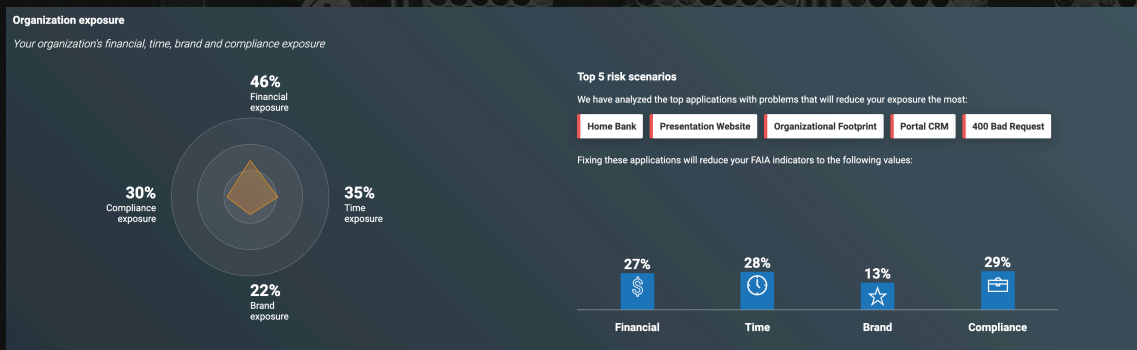 Organization exposure
Your organization's financial, time, brand and compliance exposure
46%
Financial
exposure
30%
Compliance
exposure
35%
Time
exposure
22%
Brand
exposure
Top 5 risk scenarios
We have analyzed the top applications with problems that will reduce your exposure the most:
Home Bank Presentation Website Organizational Footprint Portal CRM 400 Bad Request
Fixing these applications will reduce your FAIA indicators to the following values:
27% 28% 13% 29%
Financial Time Brand Compliance